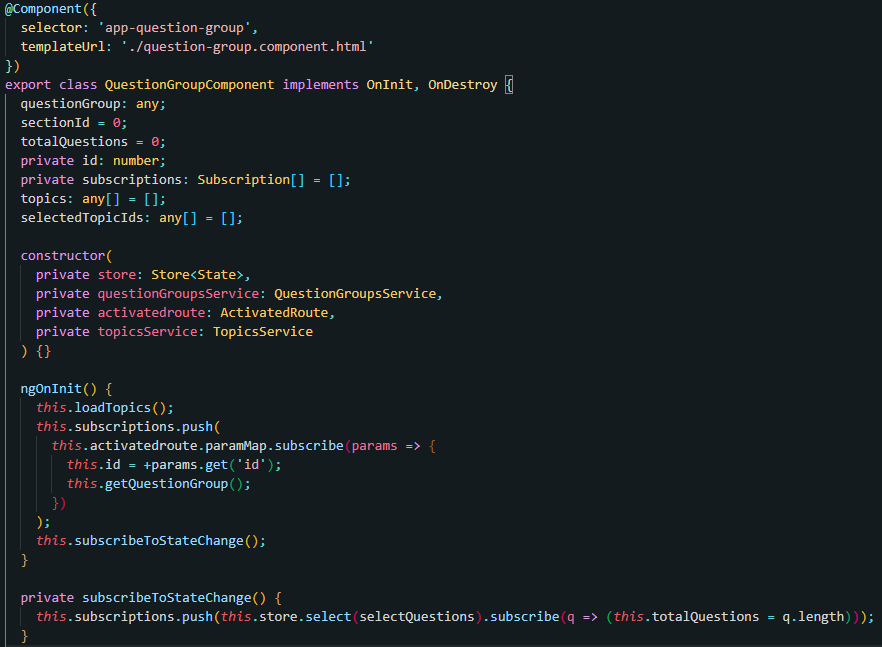 @Component({
  selector: 'app-question-group',
  templateUrl: './question-group.component.html'
})
export class QuestionGroupComponent implements OnInit, OnDestroy {
  questionGroup: any;
  sectionId = 0;
  totalQuestions = 0;
  private id: number;
  private subscriptions: Subscription[] = [];
  topics: any[] = [];
  selectedTopicIds: any[] = [];

  constructor(
    private store: Store<State>,
    private questionGroupsService: QuestionGroupsService,
    private activatedroute: ActivatedRoute,
    private topicsService: TopicsService
  ) {}

  ngOnInit() {
    this.loadTopics();
    this.subscriptions.push(
      this.activatedroute.paramMap.subscribe(params => {
        this.id = +params.get('id');
        this.getQuestionGroup();
      })
    );
    this.subscribeToStateChange();
  }

  private subscribeToStateChange() {
    this.subscriptions.push(this.store.select(selectQuestions).subscribe(q => (this.totalQuestions = q.length)));
  }